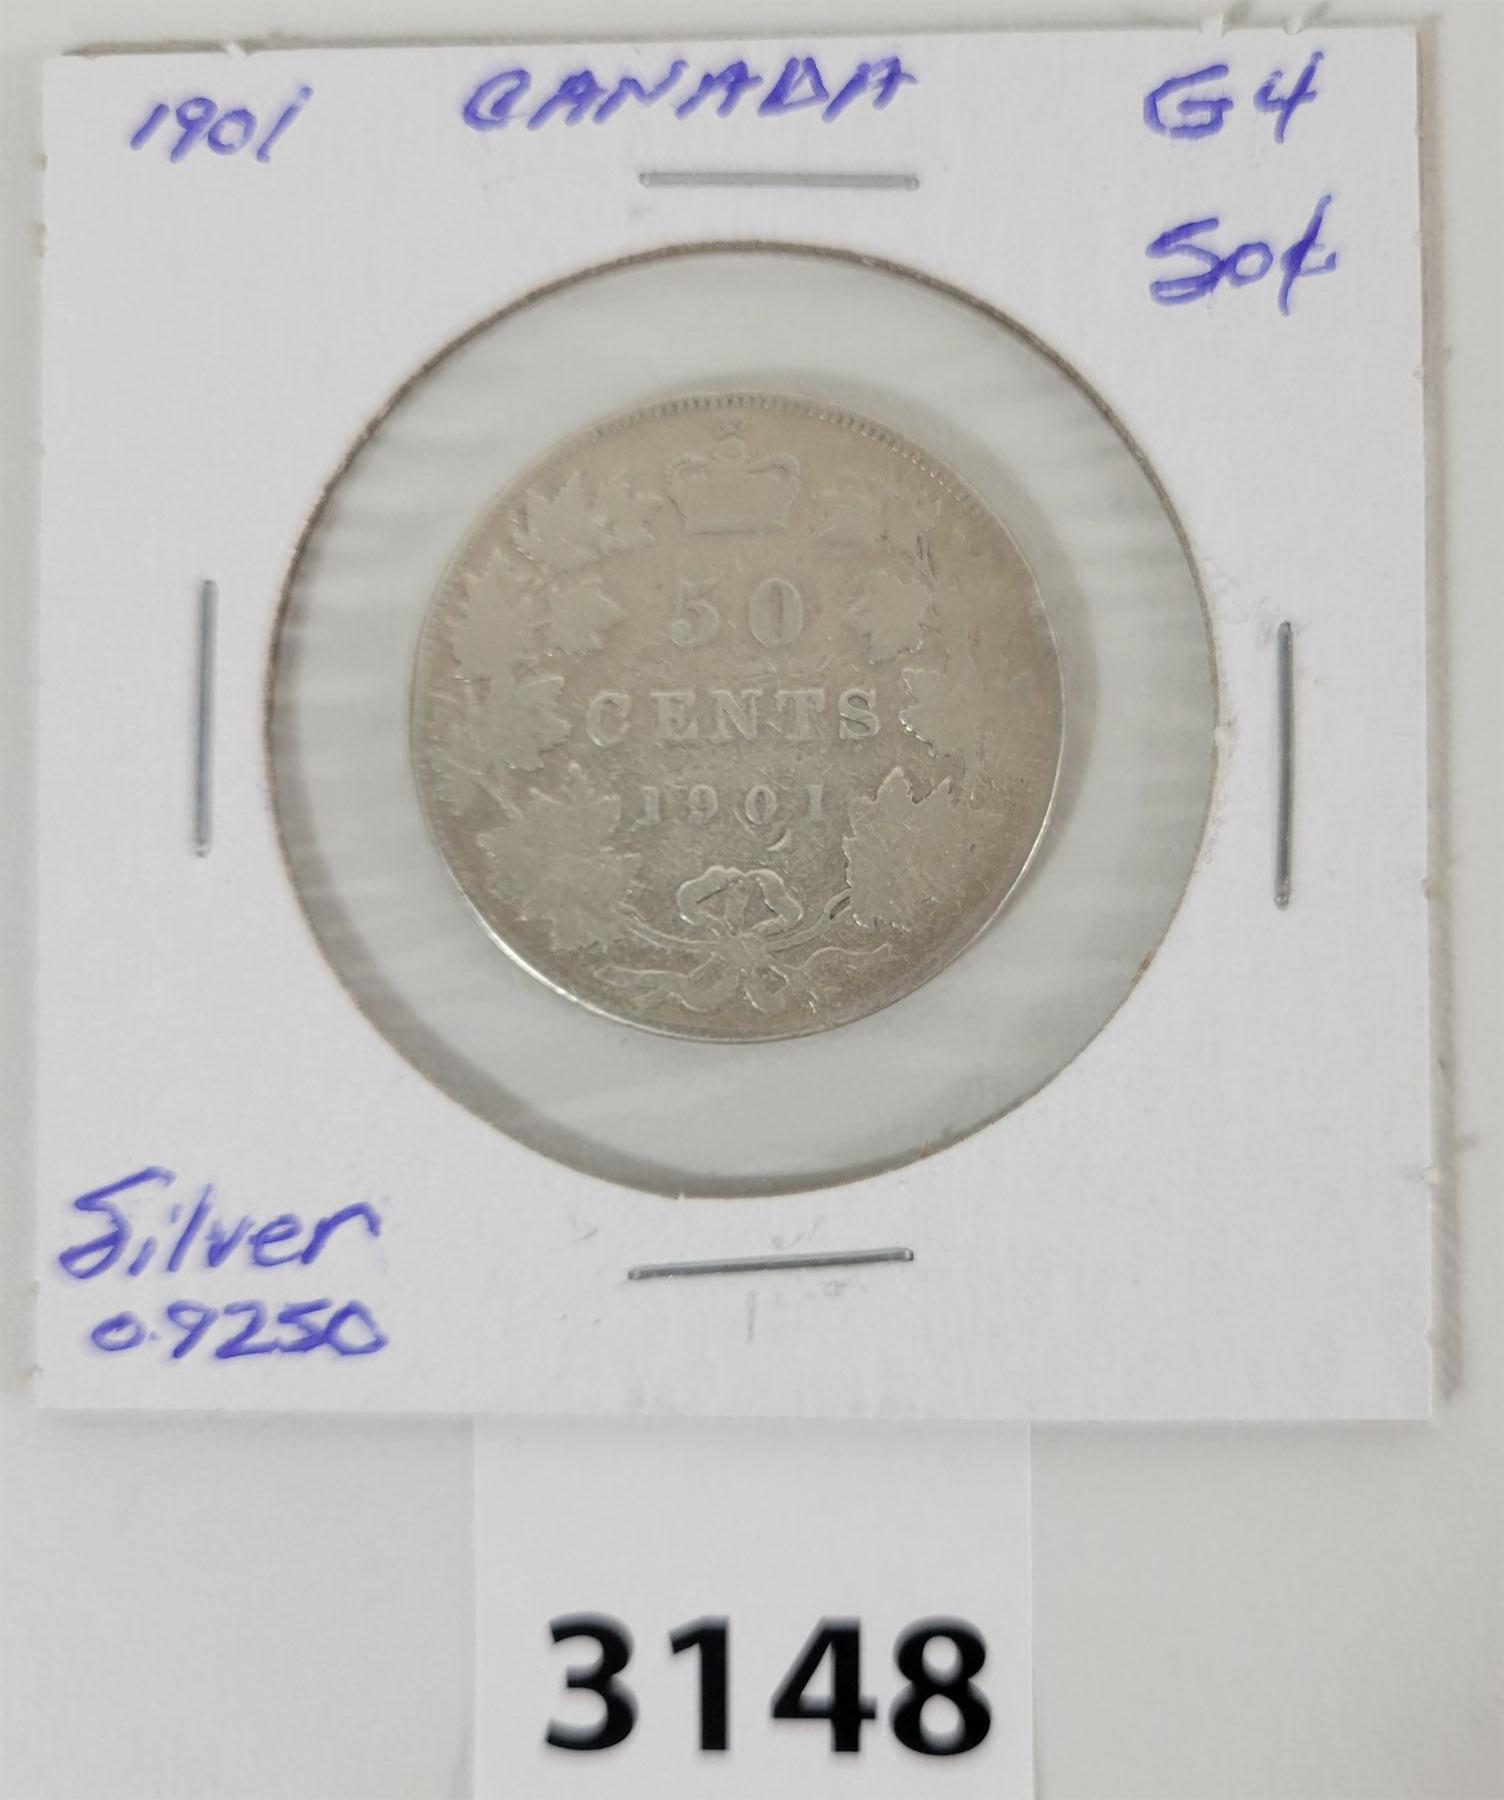 1901 CANADA G4
50¢
50
CENTS
1901
Silver
0.9250
3148